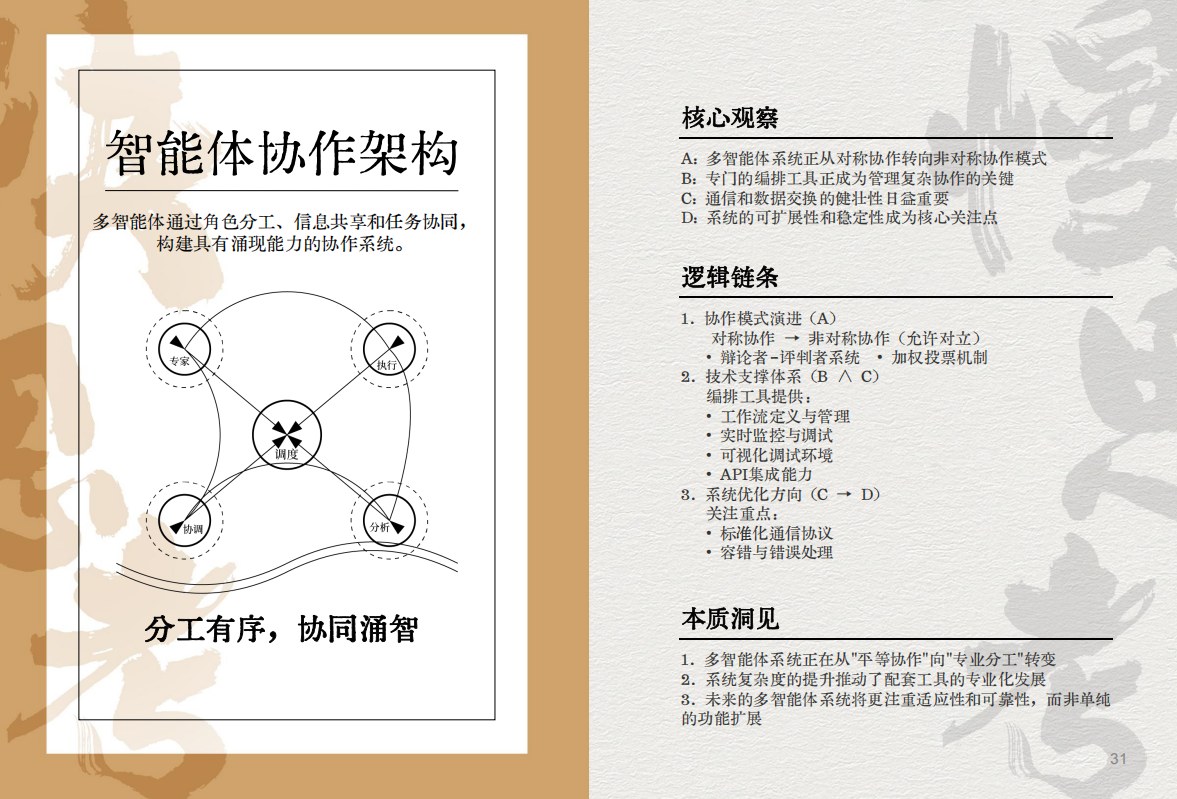 智能体协作架构
多智能体通过角色分工、信息共享和任务协同，
构建具有涌现能力的协作系统。
专家
执行
调度
协调
分析
分工有序，协同涌智
核心观察
A: 多智能体系统正从对称协作转向非对称协作模式
B: 专门的编排工具正成为管理复杂协作的关键
C: 通信和数据交换的健壮性日益重要
D: 系统的可扩展性和稳定性成为核心关注点
逻辑链条
1. 协作模式演进（A）
对称协作 → 非对称协作（允许对立）
• 辩论者-评判者系统 • 加权投票机制
2. 技术支撑体系（B ∧ C）
编排工具提供:
• 工作流定义与管理
• 实时监控与调试
• 可视化调试环境
• API集成能力
3. 系统优化方向（C → D）
关注重点:
• 标准化通信协议
• 容错与错误处理
本质洞见
1. 多智能体系统正在从"平等协作"向"专业分工"转变
2. 系统复杂度的提升推动了配套工具的专业化发展
3. 未来的多智能体系统将更注重适应性和可靠性，而非单纯
的功能扩展
31